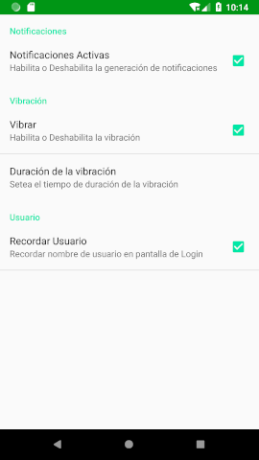 10:14
Notificaciones
Notificaciones Activas
Habilita o Deshabilita la generación de notificaciones
Vibración
Vibrar
Habilita o Deshabilita la vibración
Duración de la vibración
Setea el tiempo de duración de la vibración
Usuario
Recordar Usuario
Recordar nombre de usuario en pantalla de Login